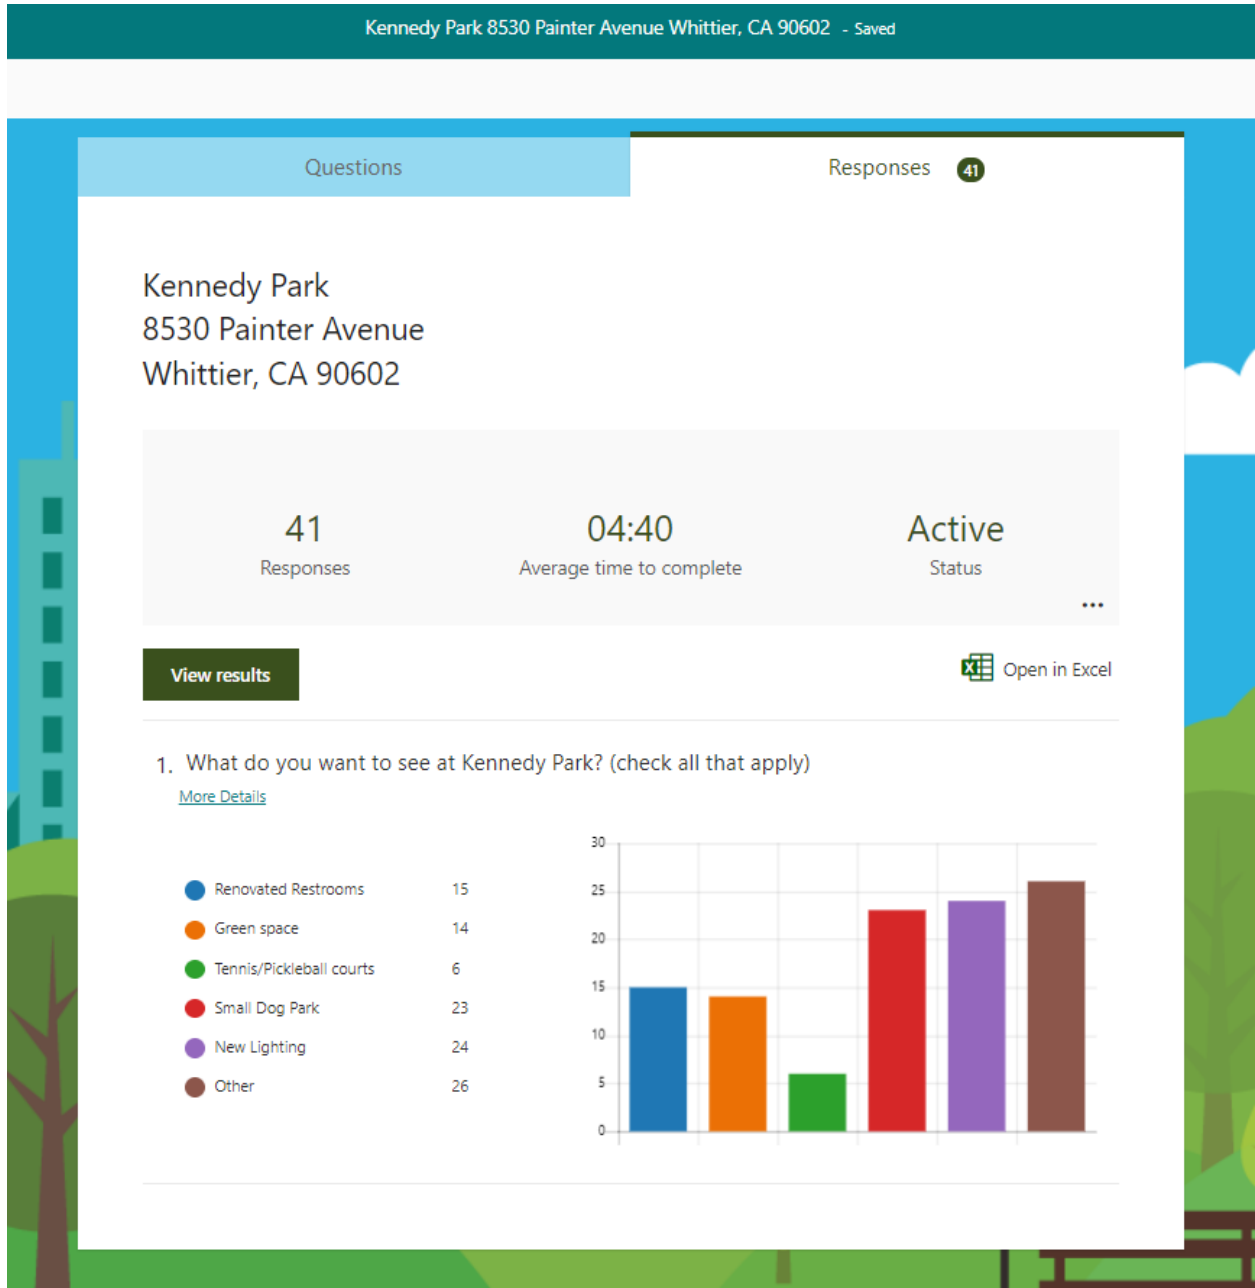 Kennedy Park 8530 Painter Avenue Whittier, CA 90602 - Saved
Questions
Responses 41
Kennedy Park
8530 Painter Avenue
Whittier, CA 90602
41
Responses
04:40
Average time to complete
Active
Status
...
View results
Open in Excel
1. What do you want to see at Kennedy Park? (check all that apply)
More Details
Renovated Restrooms 15
Green space 14
Tennis/Pickleball courts 6
Small Dog Park 23
New Lighting 24
Other 26
30
25
20
15
10
5
0